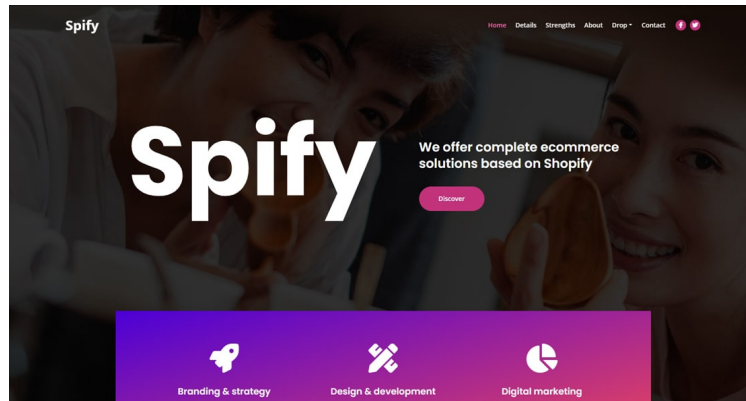 Spify
Home Details Strengths About Drop Contact
Spify
We offer complete ecommerce
solutions based on Shopify
Discover
Branding & strategy Design & development Digital marketing